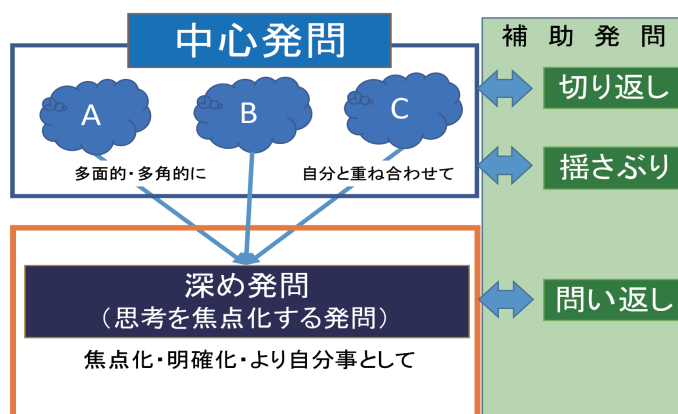 中心発問
A
B
C
多面的・多角的に
自分と重ね合わせて
深め発問
（思考を焦点化する発問）
焦点化・明確化・より自分事として
補助発問
切り返し
揺さぶり
問い返し